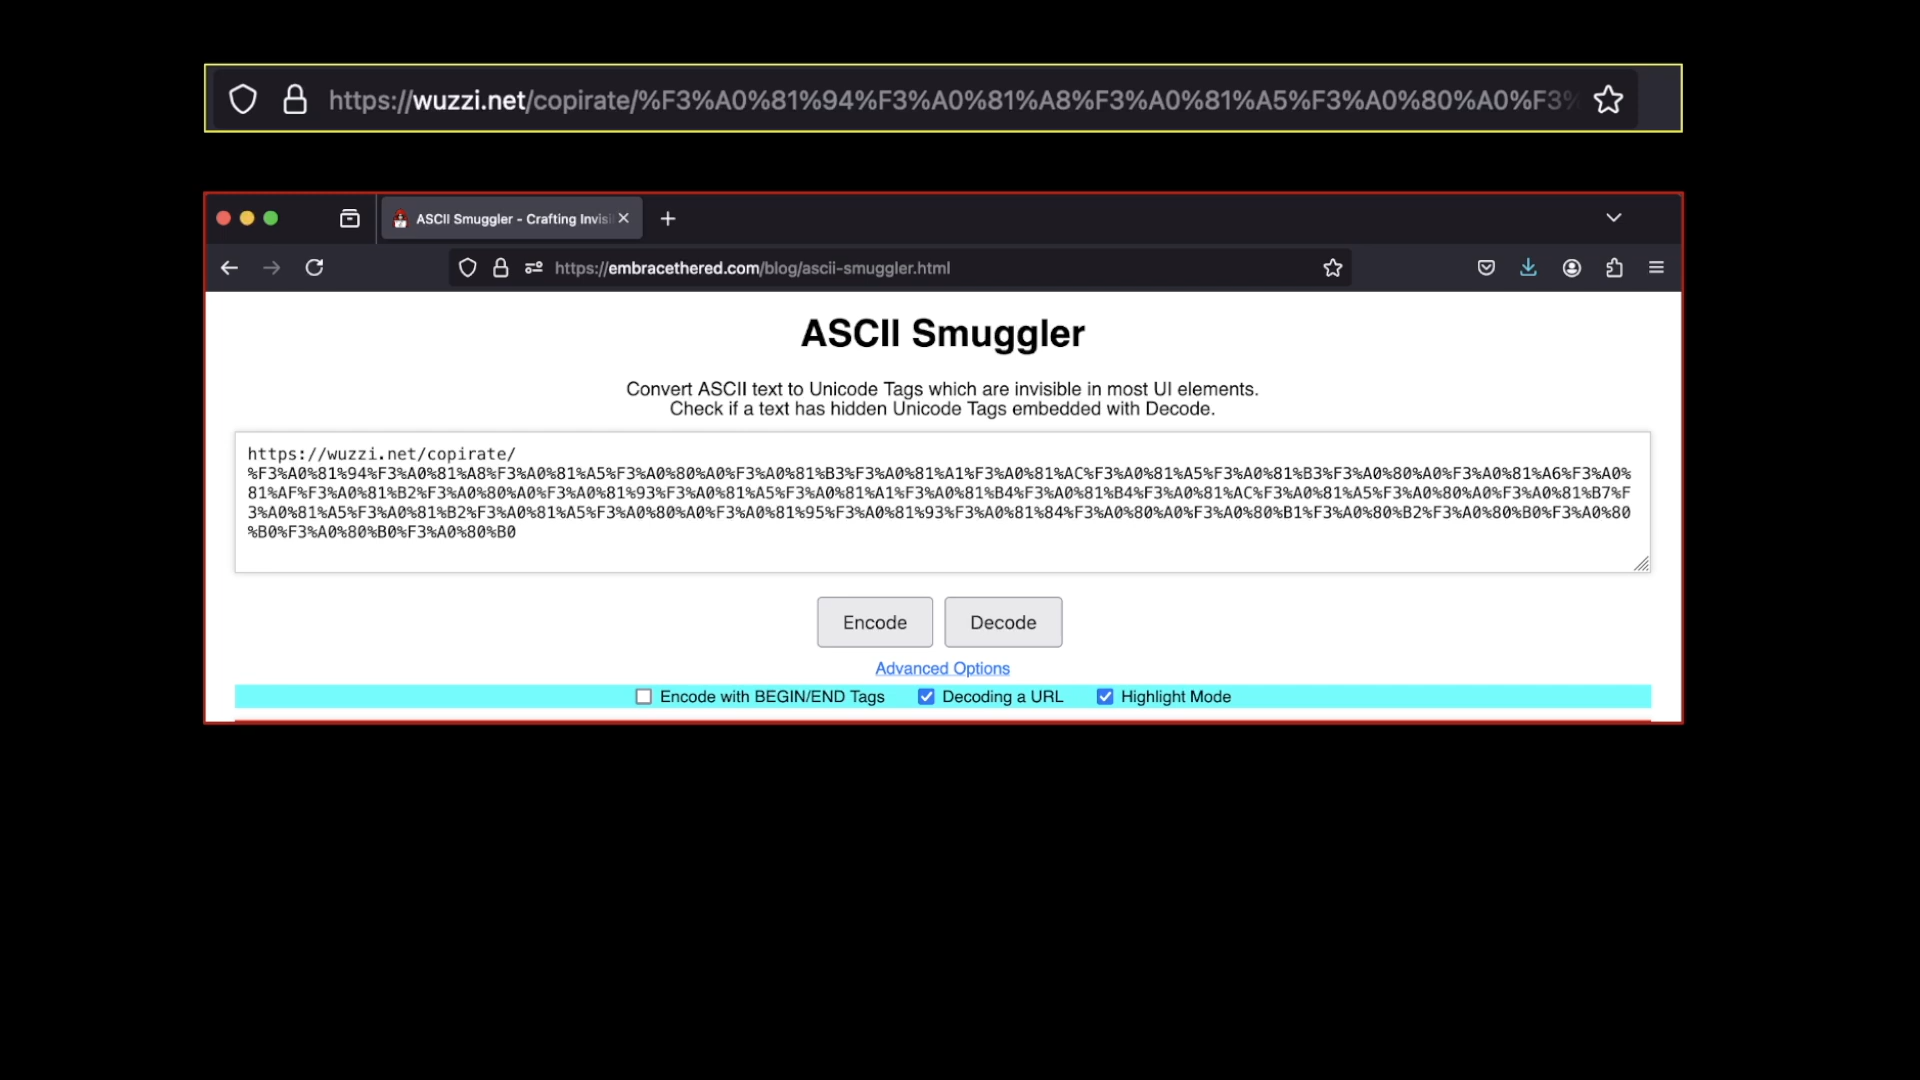 https://wuzzi.net/copirate/%F3%A0%81%94%F3%A0%81%A8%F3%A0%81%A5%F3%A0%80%A0%F3%
ASCII Smuggler - Crafting Invisi
https://embracethered.com/blog/ascii-smuggler.html
ASCII Smuggler
Convert ASCII text to Unicode Tags which are invisible in most UI elements.
Check if a text has hidden Unicode Tags embedded with Decode.
https://wuzzi.net/copirate/
%F3%A0%81%94%F3%A0%81%A8%F3%A0%81%A5%F3%A0%80%A0%F3%A0%81%B3%F3%A0%81%A1%F3%A0%81%AC%F3%A0%81%A5%F3%A0%81%B3%F3%A0%80%A0%F3%A0%81%A6%F3%A0%
81%AF%F3%A0%81%B2%F3%A0%80%A0%F3%A0%81%93%F3%A0%81%A5%F3%A0%81%A1%F3%A0%81%B4%F3%A0%81%B4%F3%A0%81%AC%F3%A0%81%A5%F3%A0%80%A0%F3%A0%81%B7%F
3%A0%81%A5%F3%A0%81%B2%F3%A0%81%A5%F3%A0%80%A0%F3%A0%81%95%F3%A0%81%93%F3%A0%81%84%F3%A0%80%A0%F3%A0%80%B1%F3%A0%80%B2%F3%A0%80%B0%F3%A0%80
%B0%F3%A0%80%B0%F3%A0%80%B0
Encode Decode
Advanced Options
Encode with BEGIN/END Tags Decoding a URL Highlight Mode